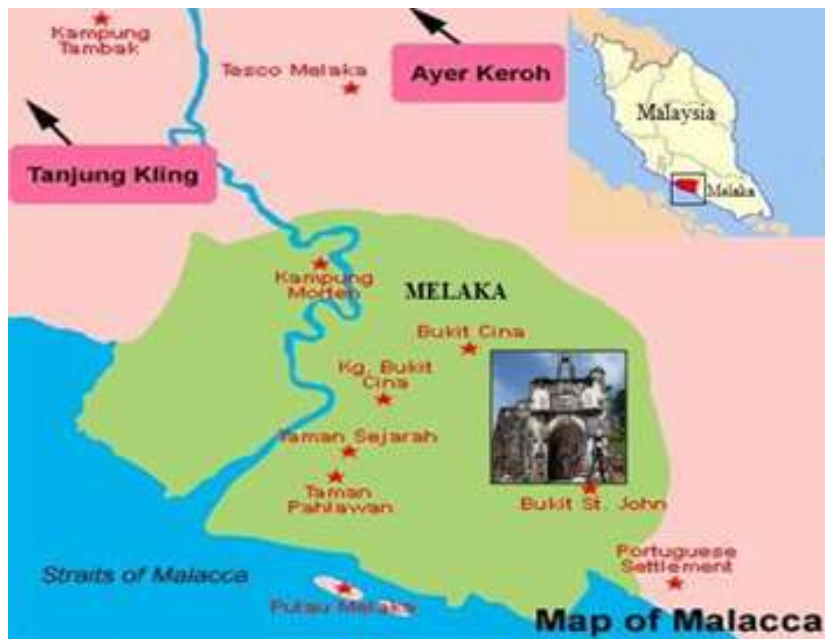 Kampung
Tambak
Tesco Melaka
Ayer Keroh
Malaysia
Melaka
Tanjung Kling
Kampung
Morten
MELAKA
Bukit Cina
Kg. Bukit
Cina
Taman Sejarah
Taman
Pahlawan
Bukit St. John
Portuguese
Settlement
Straits of Malacca
Pulau Melaka
Map of Malacca